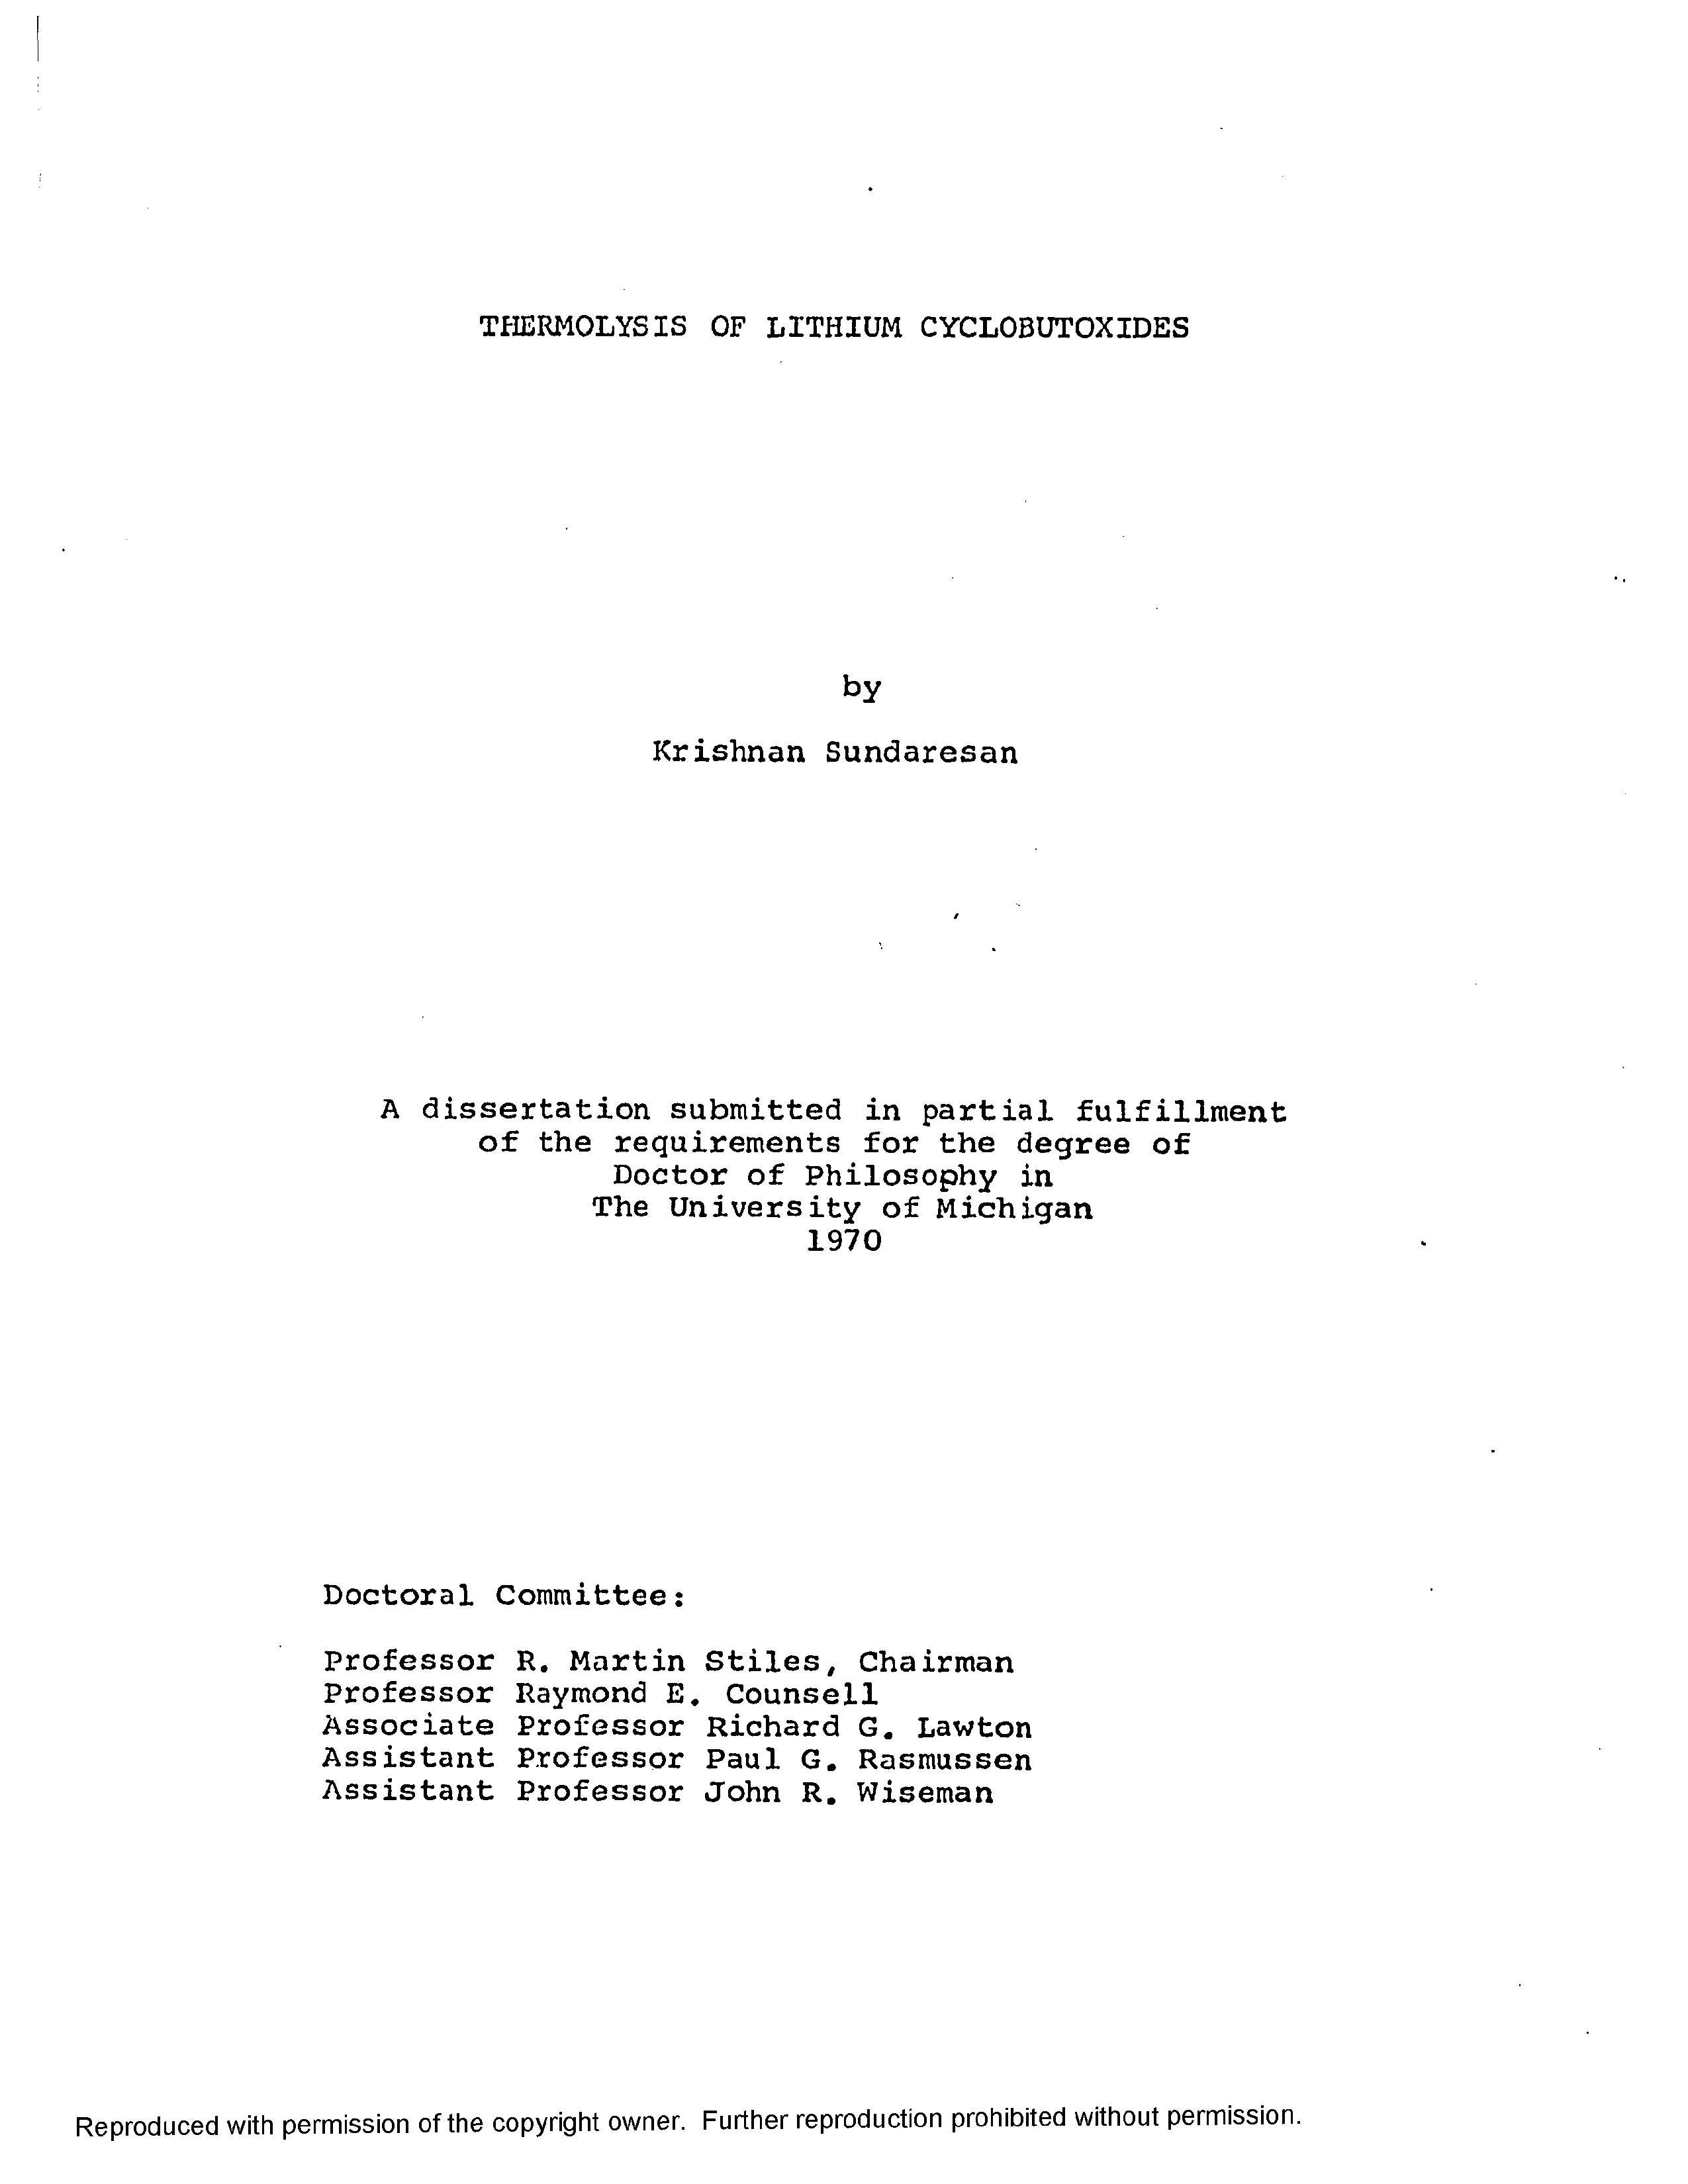 THERMOLYSIS OF LITHIUM CYCLOBUTOXIDES
by
Krishnan Sundaresan
A dissertation submitted in partial fulfillment
of the requirements for the degree of
Doctor of Philosophy in
The University of Michigan
1970
Doctoral Committee:
Professor R. Martin Stiles, Chairman
Professor Raymond E. Counsell
Associate Professor Richard G. Lawton
Assistant Professor Paul G. Rasmussen
Assistant Professor John R. Wiseman
Reproduced with permission of the copyright owner. Further reproduction prohibited without permission.